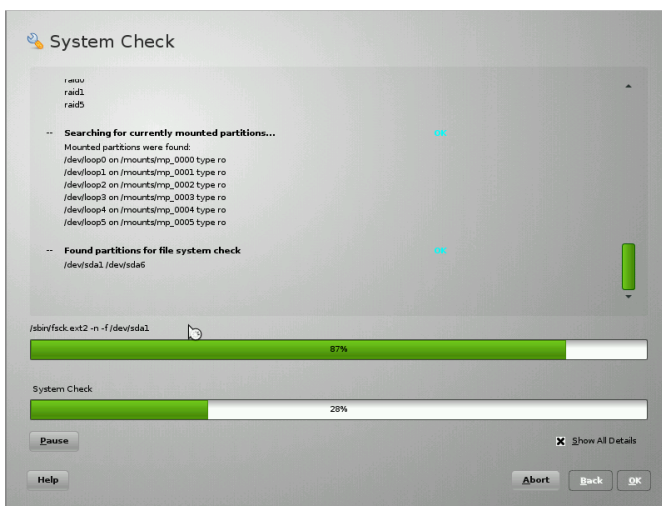 System Check
raid0
raid1
raid5
-- Searching for currently mounted partitions... OK
Mounted partitions were found:
/dev/loop0 on /mounts/mp_0000 type ro
/dev/loop1 on /mounts/mp_0001 type ro
/dev/loop2 on /mounts/mp_0002 type ro
/dev/loop3 on /mounts/mp_0003 type ro
/dev/loop4 on /mounts/mp_0004 type ro
/dev/loop5 on /mounts/mp_0005 type ro
-- Found partitions for file system check OK
/dev/sda1 /dev/sda6
/sbin/fsck.ext2 -n -f /dev/sda1
87%
System Check
28%
Pause
Show All Details
Help
Abort
Back
OK